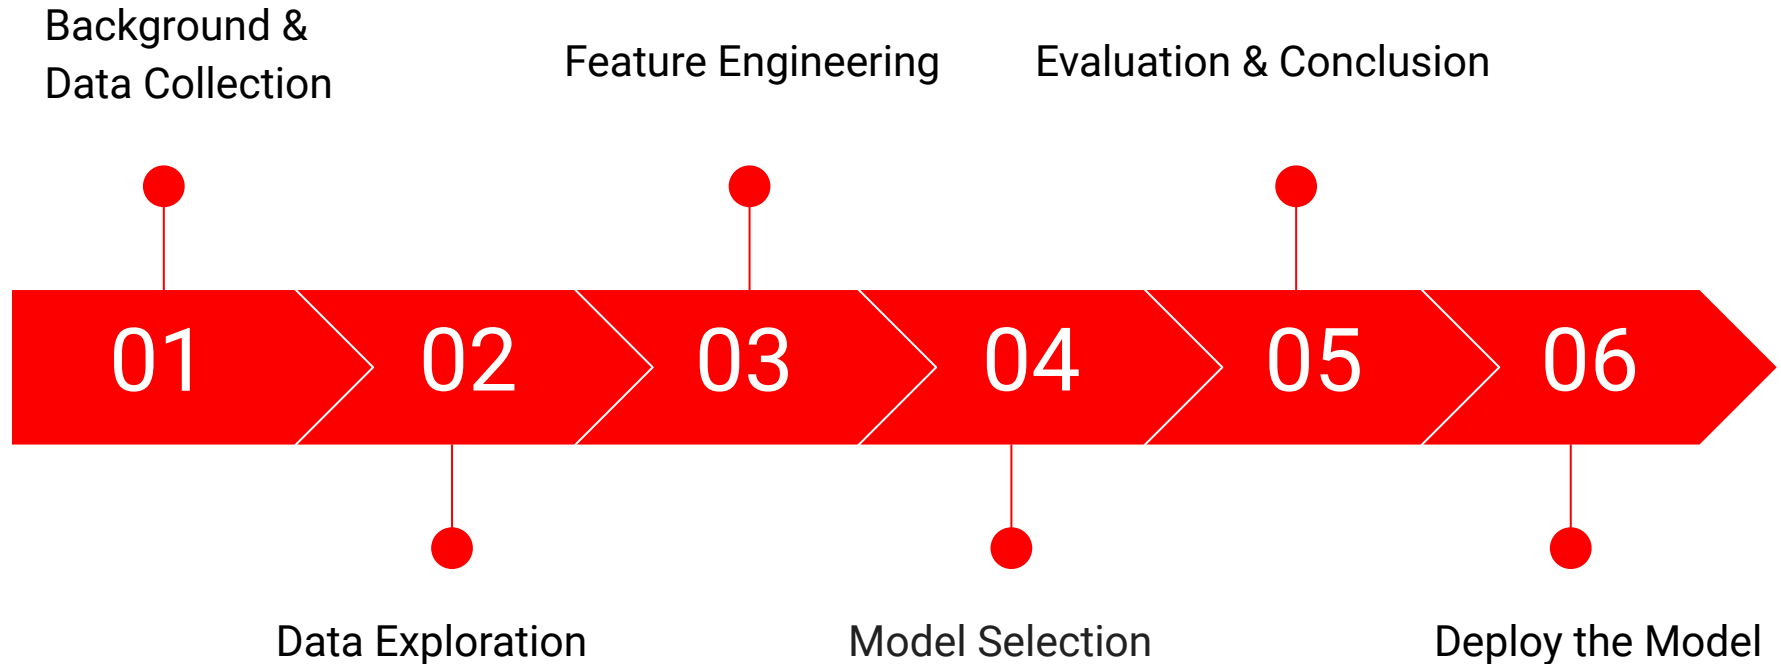 Background &
Data Collection
Feature Engineering
Evaluation & Conclusion
01
02
03
04
05
06
Data Exploration
Model Selection
Deploy the Model